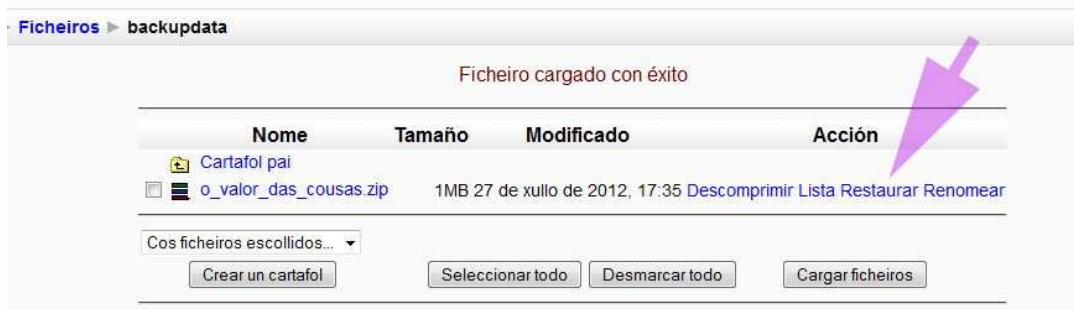 Ficheiros ► backupdata
Ficheiro cargado con éxito
Nome Tamaño Modificado Acción
Cartafol pai
o_valor_das_cousas.zip 1MB 27 de xullo de 2012, 17:35 Descomprimir Lista Restaurar Renomear
Cos ficheiros escollidos...
Crear un cartafol Seleccionar todo Desmarcar todo Cargar ficheiros